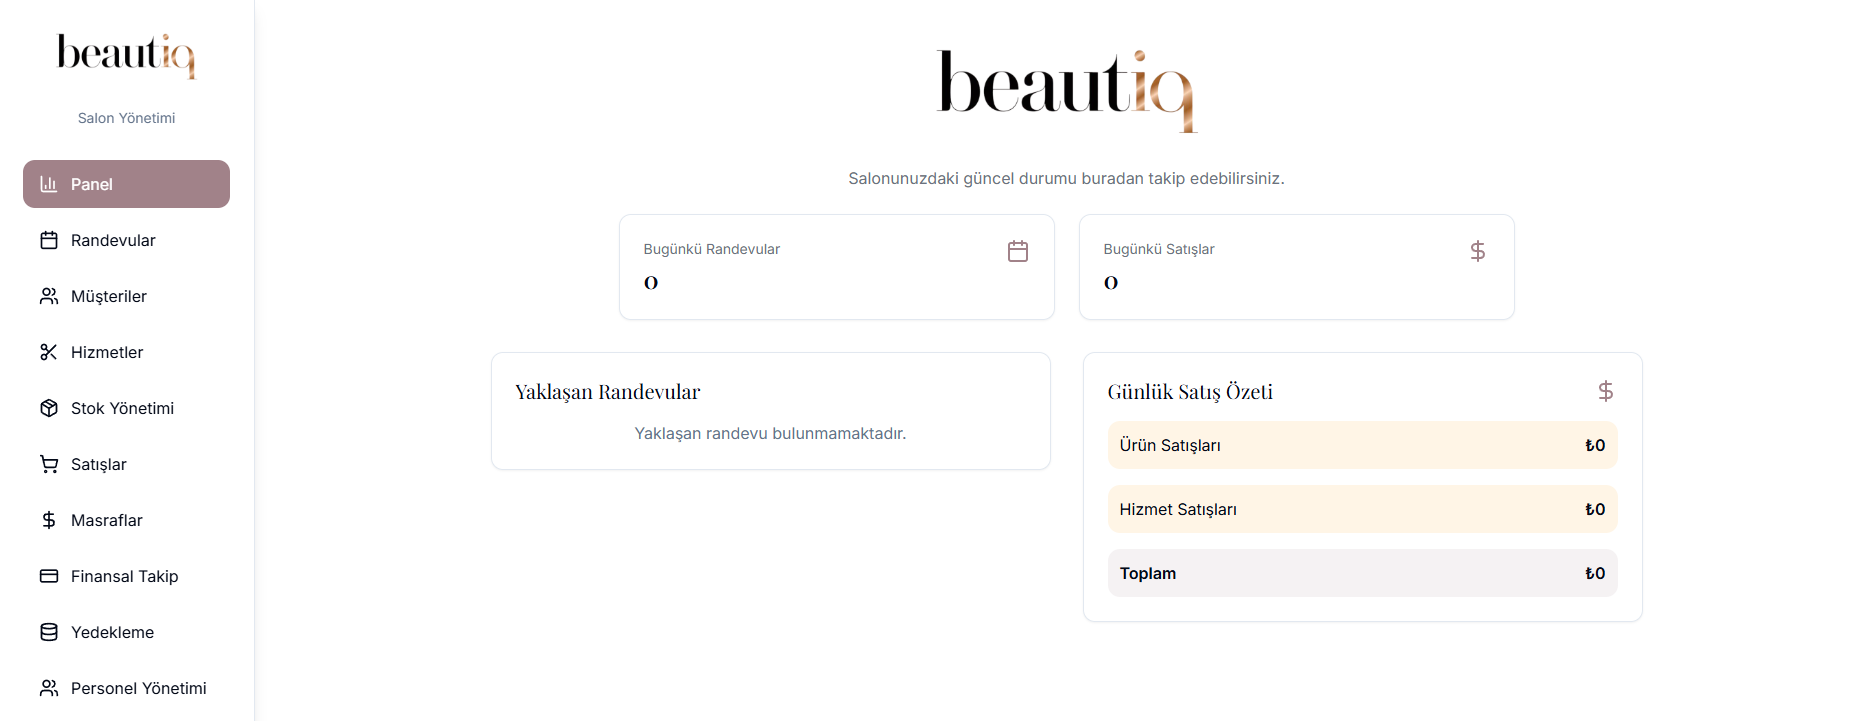 beautiq
Salon Yönetimi
Panel
Randevular
Müşteriler
Hizmetler
Stok Yönetimi
Satışlar
Masraflar
Finansal Takip
Yedekleme
Personel Yönetimi
beautiq
Salonunuzdaki güncel durumu buradan takip edebilirsiniz.
Bugünkü Randevular
0
Bugünkü Satışlar
0
Yaklaşan Randevular
Yaklaşan randevu bulunmamaktadır.
Günlük Satış Özeti
Ürün Satışları ₺0
Hizmet Satışları ₺0
Toplam ₺0